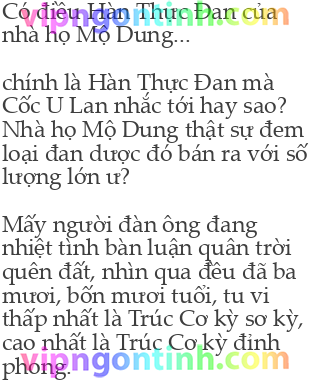 Có điều Hàn Thực Đan của
nhà họ Mộ Dung...
chính là Hàn Thực Đan mà
Cốc U Lan nhắc tới hay sao?
Nhà họ Mộ Dung thật sự đem
loại đan dược đó bán ra với số
lượng lớn ư?
Mấy người đàn ông đang
nhiệt tình bàn luận quân trời
quên đất, nhìn qua đều đã ba
mươi, bốn mươi tuổi, tu vi
thấp nhất là Trúc Cơ kỳ sơ kỳ,
cao nhất là Trúc Cơ kỳ đỉnh
phong.
vipngontinh.com
vipngontinh.com